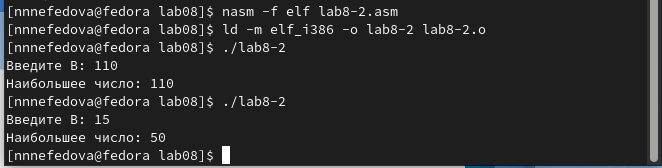 [nnnefedova@fedora lab08]$ nasm -f elf lab8-2.asm
[nnnefedova@fedora lab08]$ ld -m elf_i386 -o lab8-2 lab8-2.o
[nnnefedova@fedora lab08]$ ./lab8-2
Введите В: 110
Наибольшее число: 110
[nnnefedova@fedora lab08]$ ./lab8-2
Введите В: 15
Наибольшее число: 50
[nnnefedova@fedora lab08]$